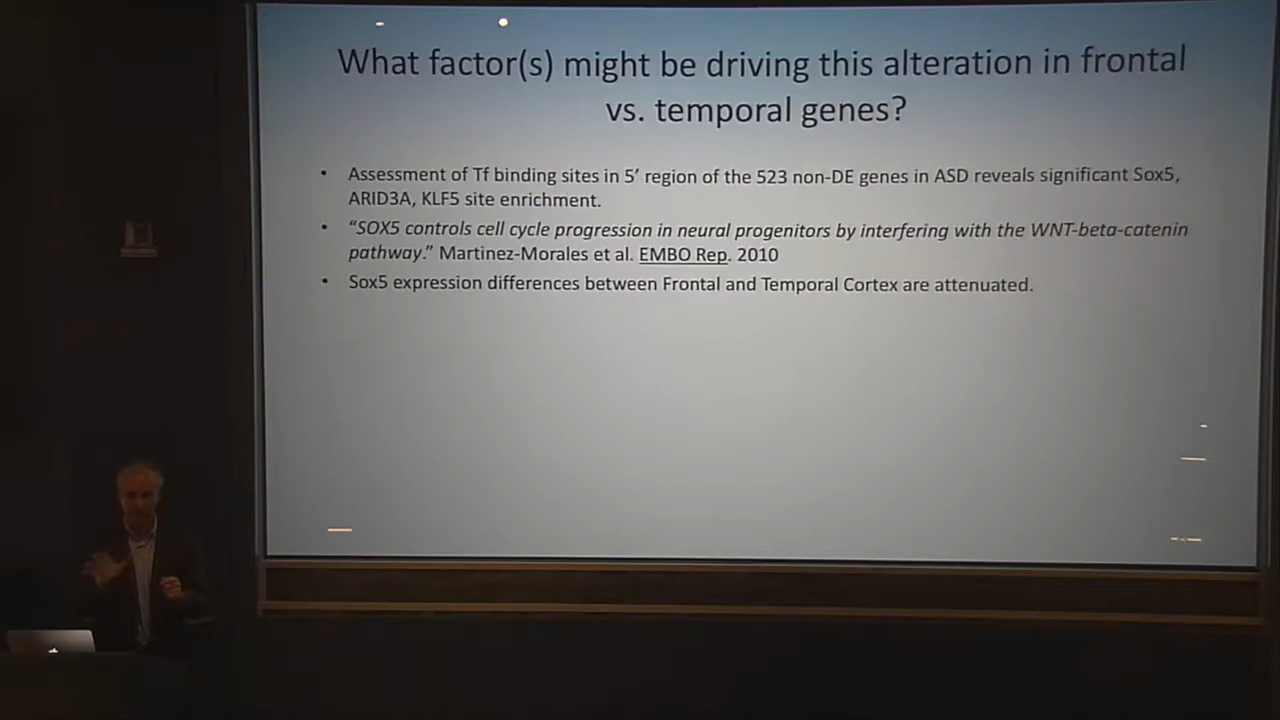 What factor(s) might be driving this alteration in frontal
vs. temporal genes?
• Assessment of Tf binding sites in 5’ region of the 523 non-DE genes in ASD reveals significant Sox5,
ARID3A, KLF5 site enrichment.
• “SOX5 controls cell cycle progression in neural progenitors by interfering with the WNT-beta-catenin
pathway.” Martinez-Morales et al. EMBO Rep. 2010
• Sox5 expression differences between Frontal and Temporal Cortex are attenuated.